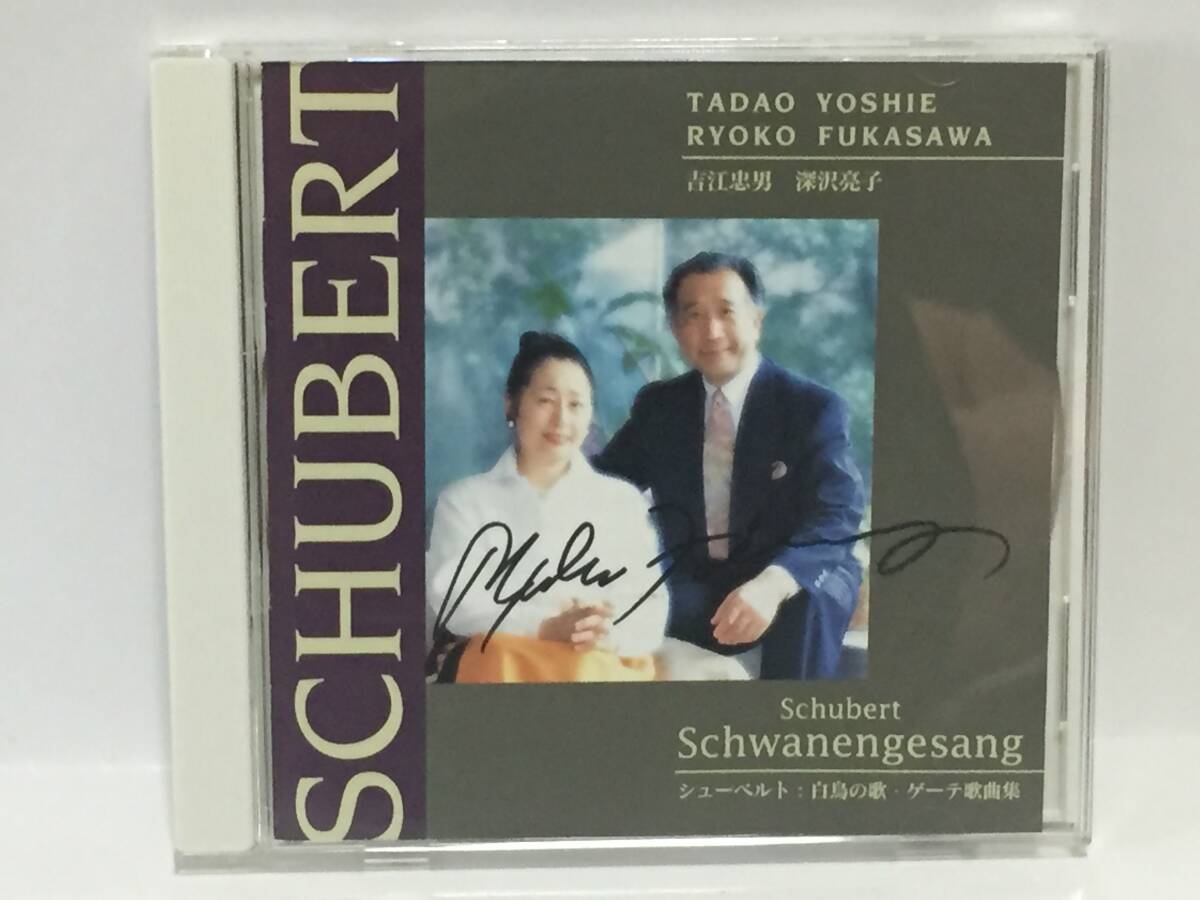 SCHUBERT
TADAO YOSHIE
RYOKO FUKASAWA
吉江忠男 深沢亮子
Schubert
Schwanengesang
シューベルト：白鳥の歌・ゲーテ歌曲集